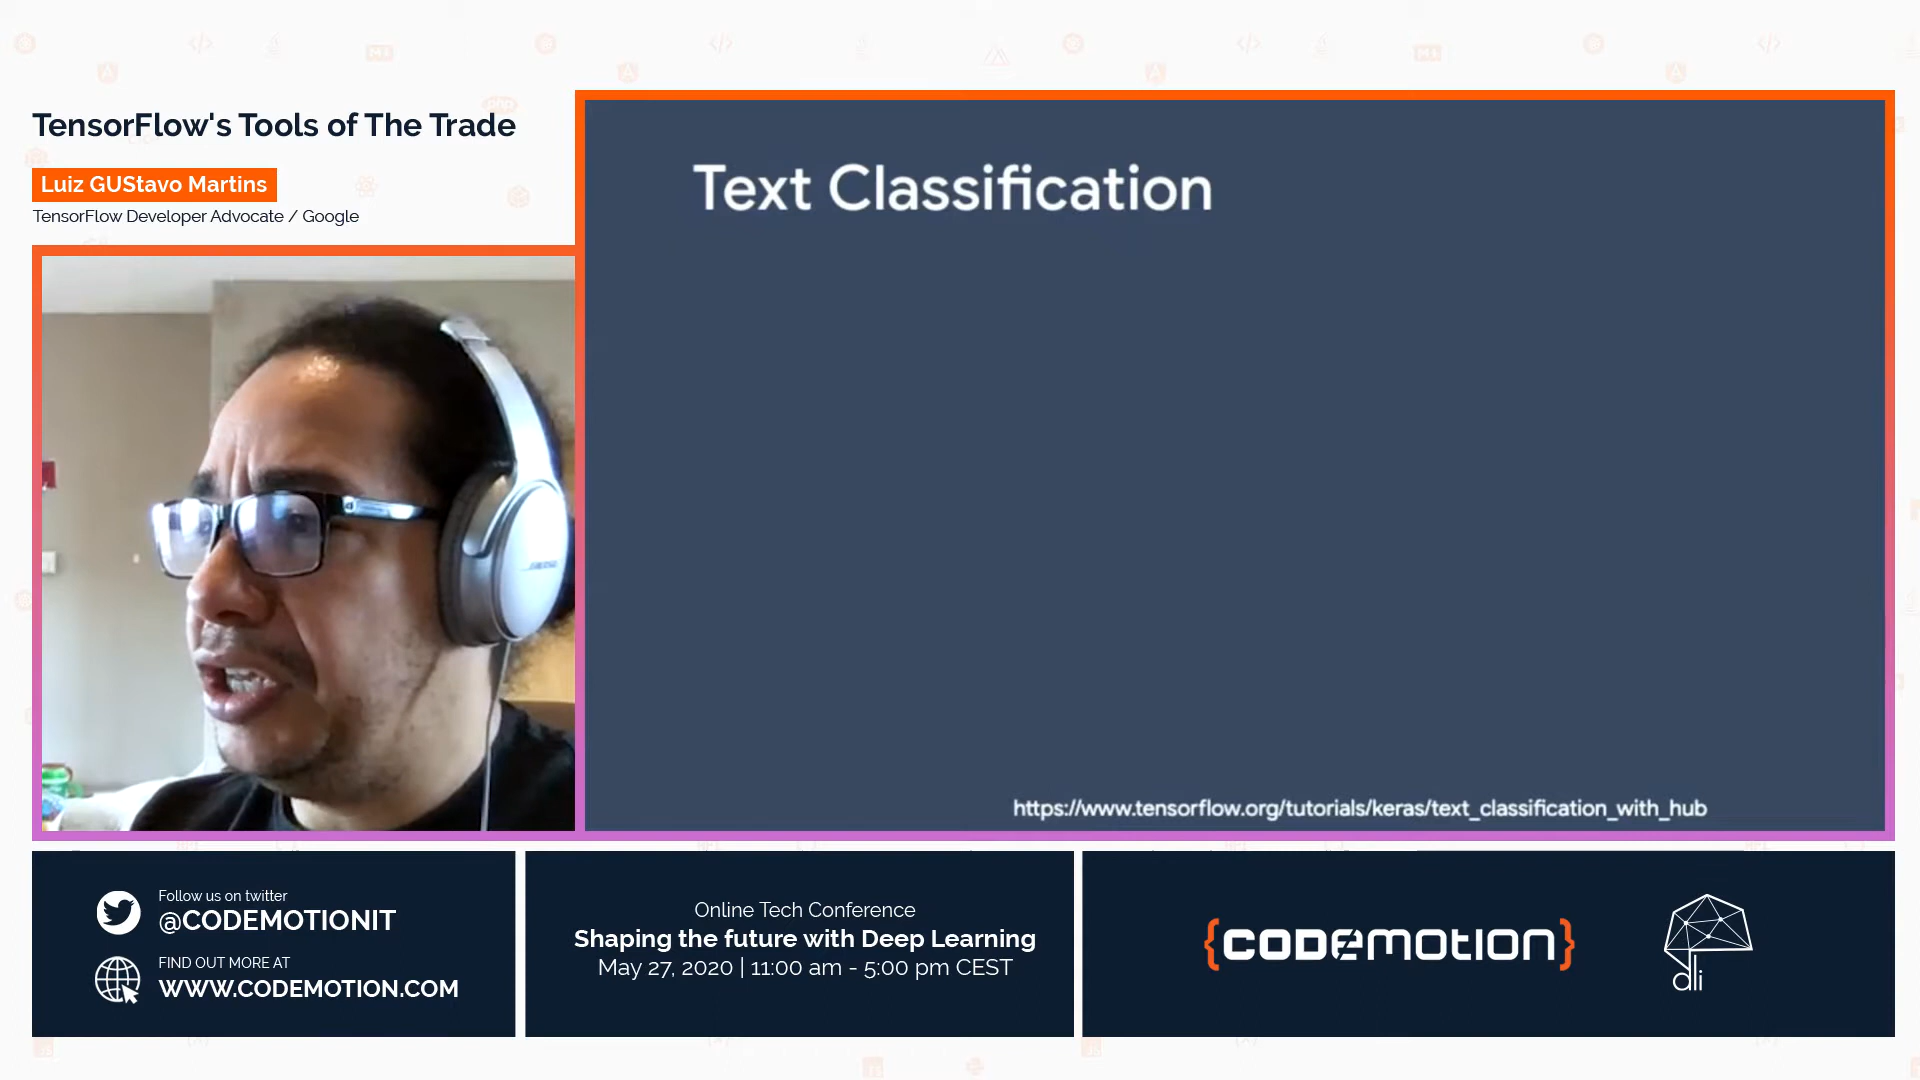 TensorFlow's Tools of The Trade
Luiz GUStavo Martins
TensorFlow Developer Advocate / Google
Text Classification
https://www.tensorflow.org/tutorials/keras/text_classification_with_hub
Follow us on twitter
@CODEMOTIONIT
FIND OUT MORE AT
WWW.CODEMOTION.COM
Online Tech Conference
Shaping the future with Deep Learning
May 27, 2020 | 11:00 am - 5:00 pm CEST
{CODEMOTION}
dli